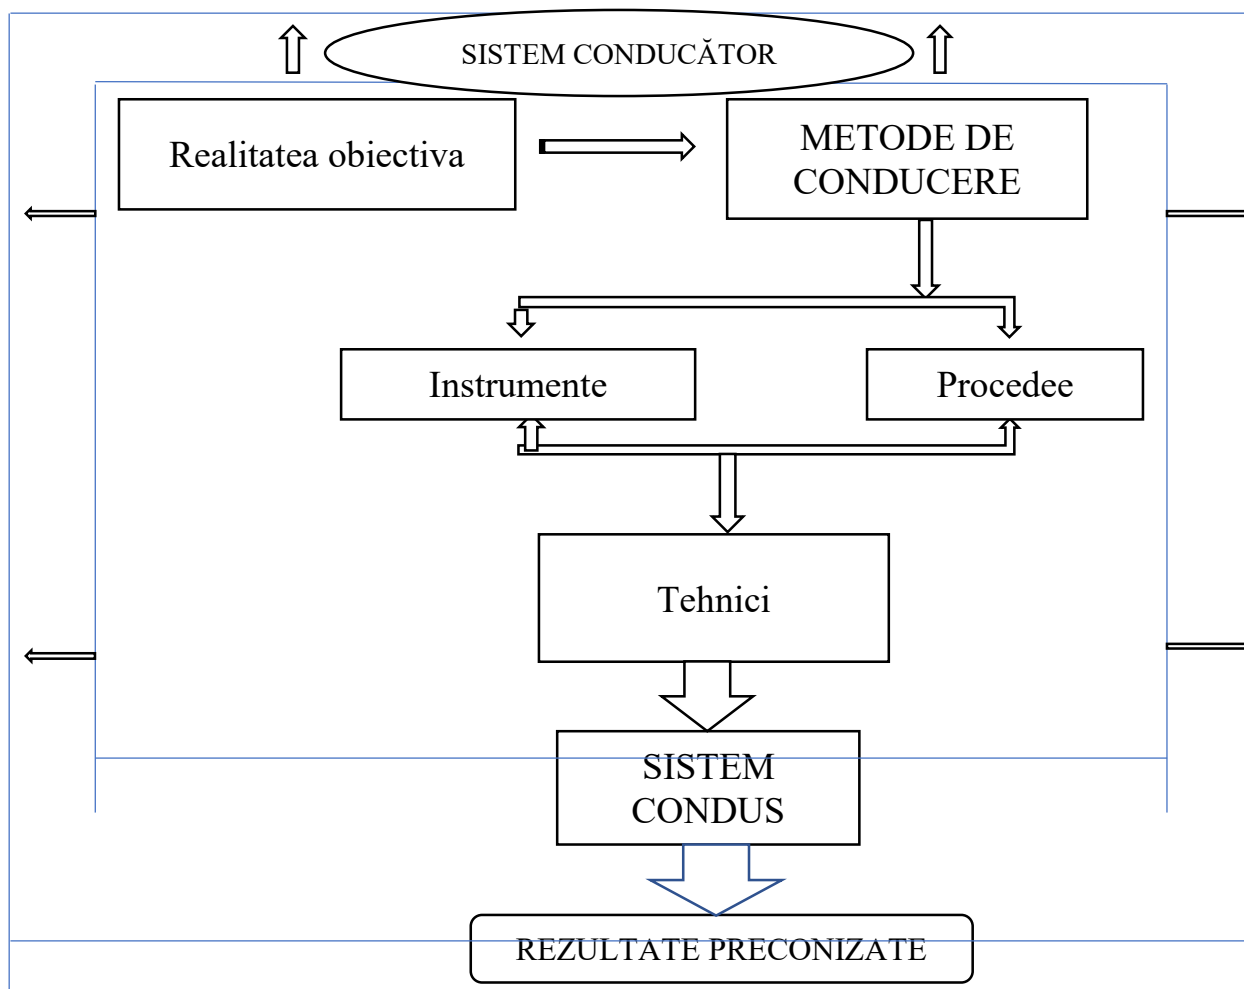 SISTEM CONDUCĂTOR
Realitatea obiectiva
METODE DE
CONDUCERE
Instrumente
Procedee
Tehnici
SISTEM
CONDUS
REZULTATE PRECONIZATE